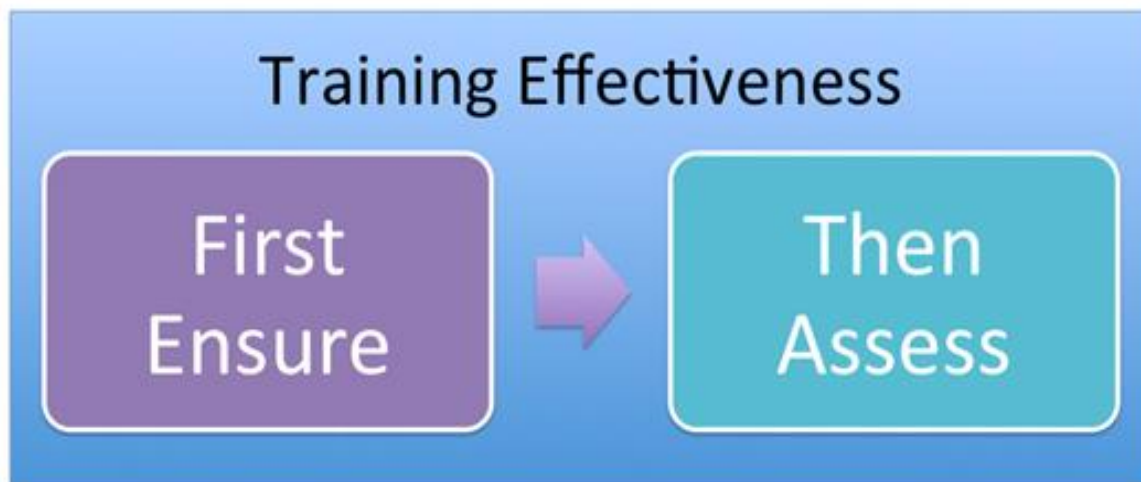 Training Effectiveness
First
Ensure
Then
Assess